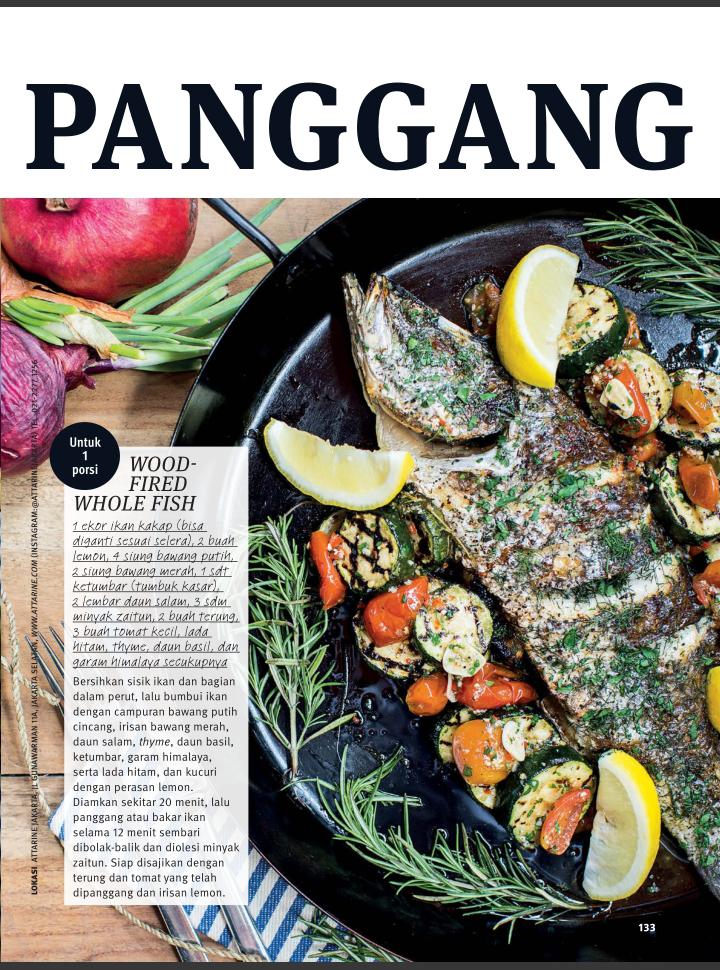 PANGGANG
Untuk
1
porsi
WOOD-
FIRED
WHOLE FISH
1 ekor ikan kakap (bisa
diganti sesuai selera), 2 buah
lemon, 4 siung bawang putih,
2 siung bawang merah, 1 sdt
ketumbar (tumbuk kasar),
2 lembar daun salam, 3 sdm
minyak zaitun, 2 buah terung,
3 buah tomat kecil, lada
hitam, thyme, daun basil, dan
garam himalaya secukupnya
Bersihkan sisik ikan dan bagian
dalam perut, lalu bumbui ikan
dengan campuran bawang putih
cincang, irisan bawang merah,
daun salam, thyme, daun basil,
ketumbar, garam himalaya,
serta lada hitam, dan kucuri
dengan perasan lemon.
Diamkan sekitar 20 menit, lalu
panggang atau bakar ikan
selama 12 menit sembari
dibolak-balik dan diolesi minyak
zaitun. Siap disajikan dengan
terung dan tomat yang telah
dipanggang dan irisan lemon.
LOKASI ATTARINE JAKARTA, JL GUNAWARMAN 11A, JAKARTA SELATAN, WWW.ATTARINE.COM (INSTAGRAM:@ATTARINEJAKARTA) TEL.
133